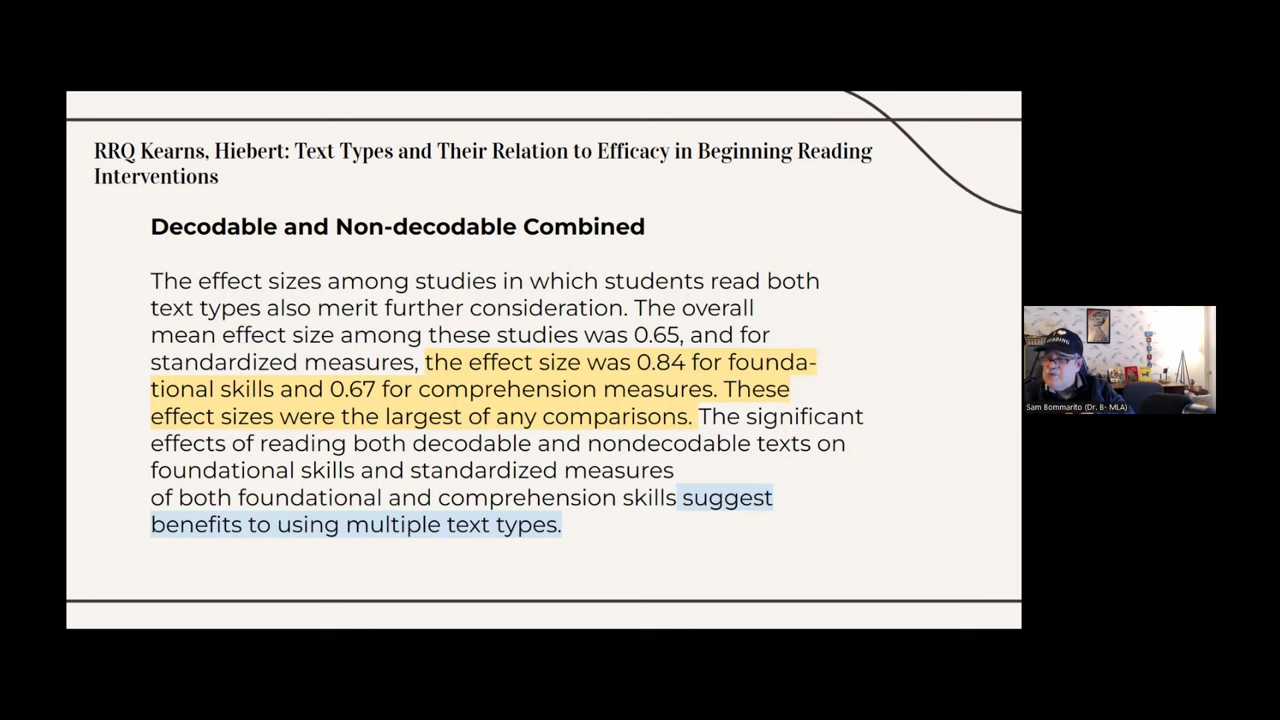 RRQ Kearns, Hiebert: Text Types and Their Relation to Efficacy in Beginning Reading
Interventions
Decodable and Non-decodable Combined
The effect sizes among studies in which students read both
text types also merit further consideration. The overall
mean effect size among these studies was 0.65, and for
standardized measures, the effect size was 0.84 for founda-
tional skills and 0.67 for comprehension measures. These
effect sizes were the largest of any comparisons. The significant
effects of reading both decodable and nondecodable texts on
foundational skills and standardized measures
of both foundational and comprehension skills suggest
benefits to using multiple text types.
READING
Sam Bommarito (Dr. B- MLA)